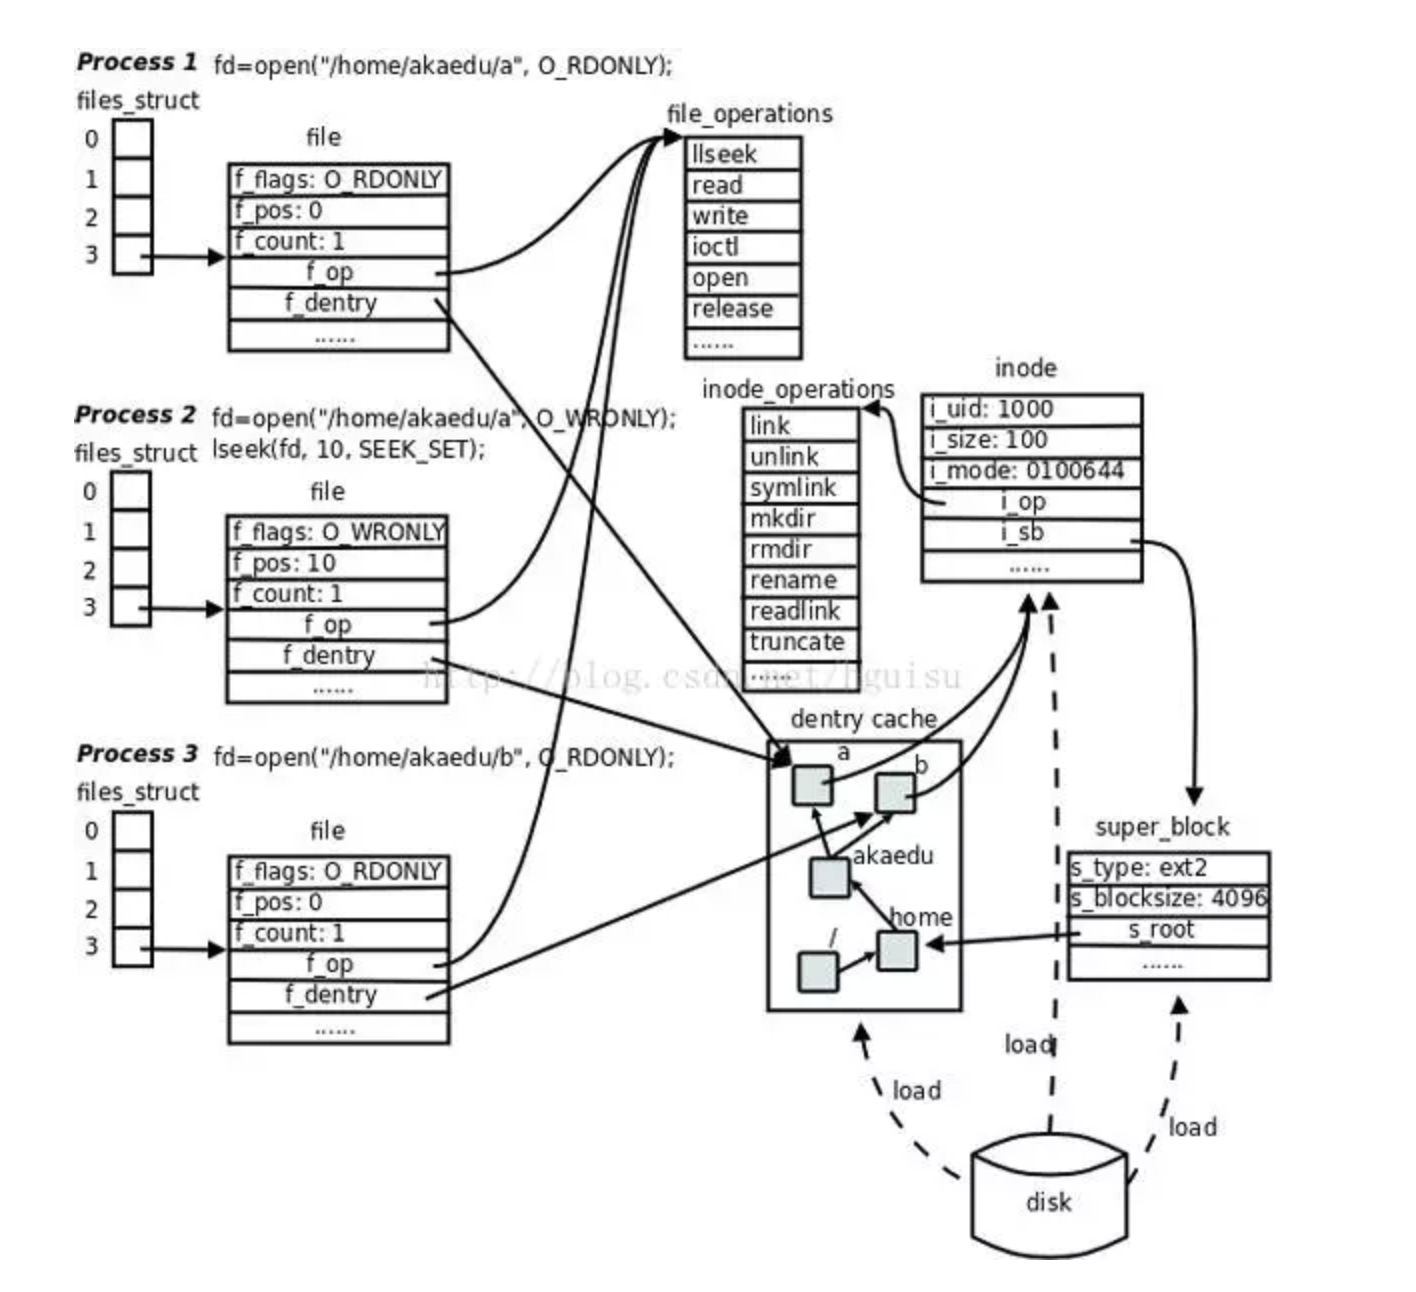 Process 1 fd=open("/home/akaedu/a", O_RDONLY);
files_struct
0
1
2
3
file
f_flags: O_RDONLY
f_pos: 0
f_count: 1
f_op
f_dentry
......
file_operations
llseek
read
write
ioctl
open
release
......
Process 2 fd=open("/home/akaedu/a", O_WRONLY);
files_struct lseek(fd, 10, SEEK_SET);
0
1
2
3
file
f_flags: O_WRONLY
f_pos: 10
f_count: 1
f_op
f_dentry
......
inode_operations
link
unlink
symlink
mkdir
rmdir
rename
readlink
truncate
......
inode
i_uid: 1000
i_size: 100
i_mode: 0100644
i_op
i_sb
......
http://blog.csdn.net/hguisu
Process 3 fd=open("/home/akaedu/b", O_RDONLY);
files_struct
0
1
2
3
file
f_flags: O_RDONLY
f_pos: 0
f_count: 1
f_op
f_dentry
......
dentry cache
a
b
akaedu
home
/
super_block
s_type: ext2
s_blocksize: 4096
s_root
......
load
load
load
disk